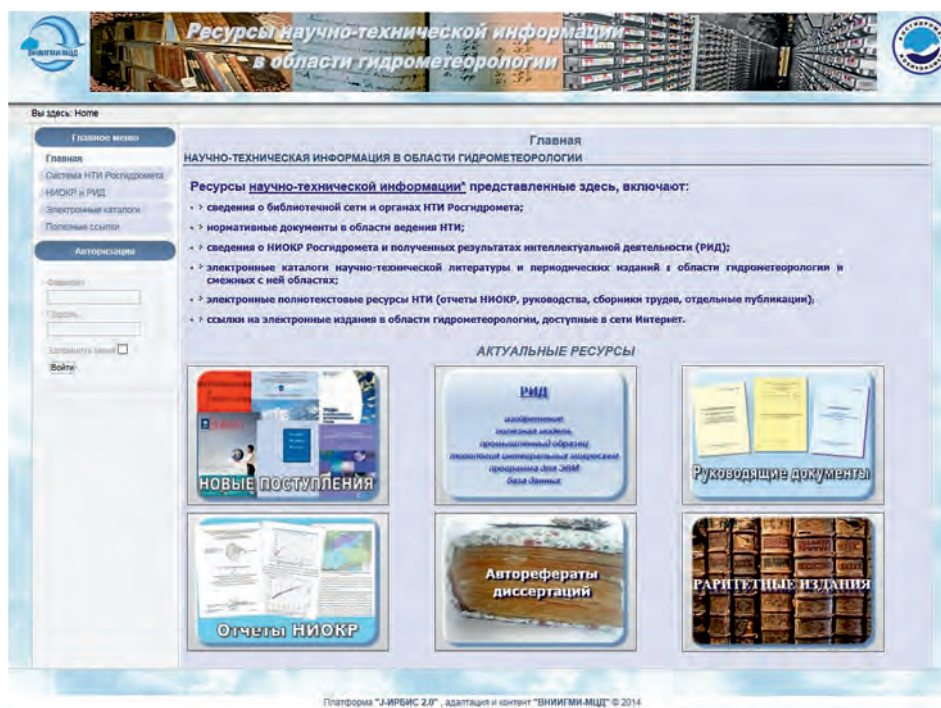 ВНИИГМИ-МЦД
Ресурсы научно-технической информации
в области гидрометеорологии
Вы здесь: Home
Главное меню
Главная
Система НТИ Росгидромета
НИОКР и РИД
Электронные каталоги
Полезные ссылки
Авторизация
Пароль
Запомнить меня
Войти
Главная
НАУЧНО-ТЕХНИЧЕСКАЯ ИНФОРМАЦИЯ В ОБЛАСТИ ГИДРОМЕТЕОРОЛОГИИ
Ресурсы научно-технической информации* представленные здесь, включают:
сведения о библиотечной сети и органах НТИ Росгидромета;
нормативные документы в области ведения НТИ;
сведения о НИОКР Росгидромета и полученных результатах интеллектуальной деятельности (РИД);
электронные каталоги научно-технической литературы и периодических изданий в области гидрометеорологии и
смежных с ней областях;
электронные полнотекстовые ресурсы НТИ (отчеты НИОКР, руководства, сборники трудов, отдельные публикации);
ссылки на электронные издания в области гидрометеорологии, доступные в сети Интернет.
АКТУАЛЬНЫЕ РЕСУРСЫ
НОВЫЕ ПОСТУПЛЕНИЯ
РИД
изобретение
полезная модель
промышленный образец
топология интегральных микросхем
программа для ЭВМ
база данных
Руководящие документы
Отчеты НИОКР
Авторефераты
диссертаций
РАРИТЕТНЫЕ ИЗДАНИЯ
Платформа "J-ИРБИС 2.0" , адаптация и контент "ВНИИГМИ-МЦД" © 2014